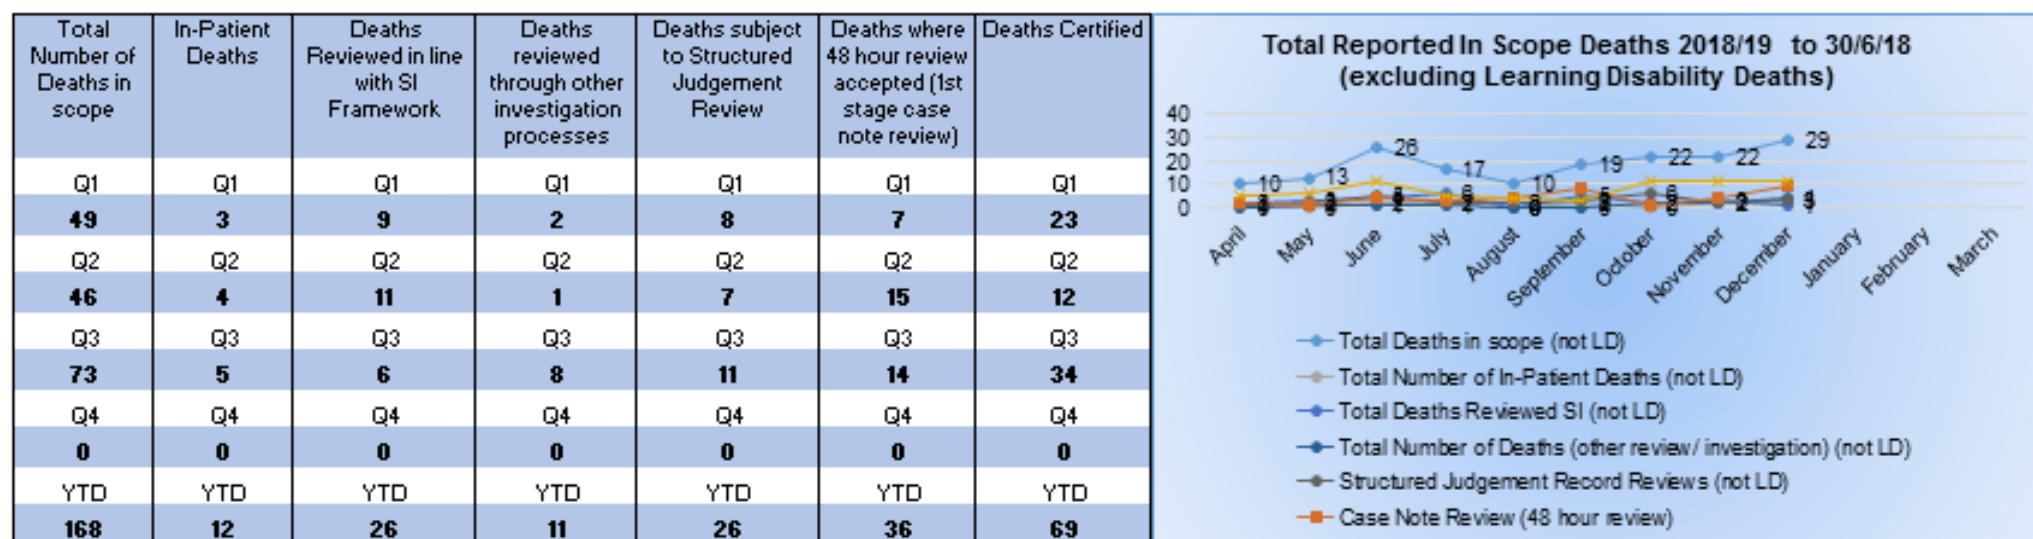 Total Number of Deaths in scope
In-Patient Deaths
Deaths Reviewed in line with SI Framework
Deaths reviewed through other investigation processes
Deaths subject to Structured Judgement Review
Deaths where 48 hour review accepted (1st stage case note review)
Deaths Certified
Q1 Q1 Q1 Q1 Q1 Q1 Q1
49 3 9 2 8 7 23
Q2 Q2 Q2 Q2 Q2 Q2 Q2
46 4 11 1 7 15 12
Q3 Q3 Q3 Q3 Q3 Q3 Q3
73 5 6 8 11 14 34
Q4 Q4 Q4 Q4 Q4 Q4 Q4
0 0 0 0 0 0 0
YTD YTD YTD YTD YTD YTD YTD
168 12 26 11 26 36 69
Total Reported In Scope Deaths 2018/19 to 30/6/18
(excluding Learning Disability Deaths)
40
30
20
10
0
10 13 26 17 10 19 22 22 29
April May June July August September October November December January February March
Total Deaths in scope (not LD)
Total Number of In-Patient Deaths (not LD)
Total Deaths Reviewed SI (not LD)
Total Number of Deaths (other review/ investigation) (not LD)
Structured Judgement Record Reviews (not LD)
Case Note Review (48 hour review)